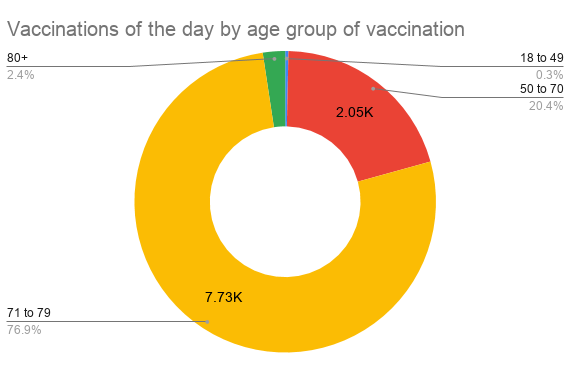 Vaccinations of the day by age group of vaccination
80+
2.4%
18 to 49
0.3%
50 to 70
20.4%
2.05K
7.73K
71 to 79
76.9%